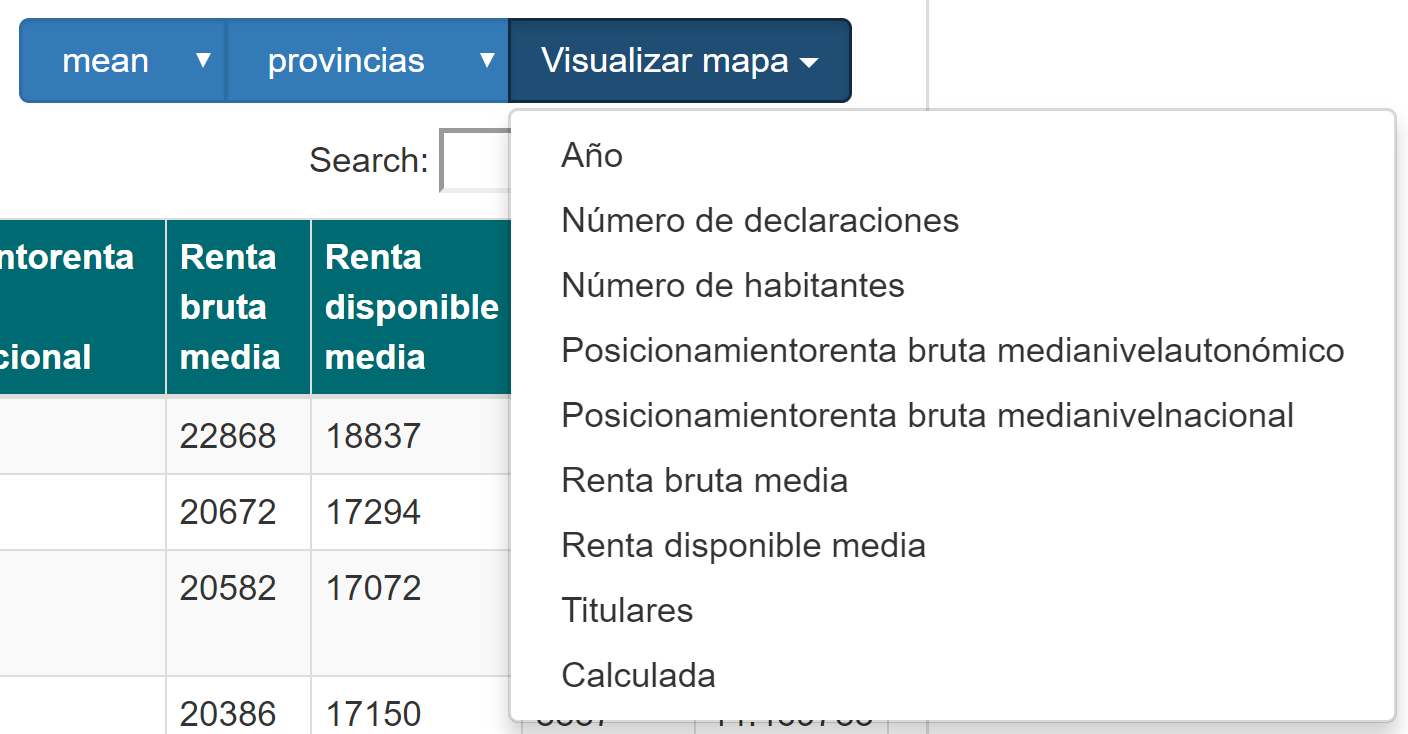 mean ▼ provincias ▼ Visualizar mapa
Search:
ntorenta
cional
Renta
bruta
media
Renta
disponible
media
22868 18837
20672 17294
20582 17072
20386 17150
Año
Número de declaraciones
Número de habitantes
Posicionamientorenta bruta medianivelautonómico
Posicionamientorenta bruta medianivelnacional
Renta bruta media
Renta disponible media
Titulares
Calculada